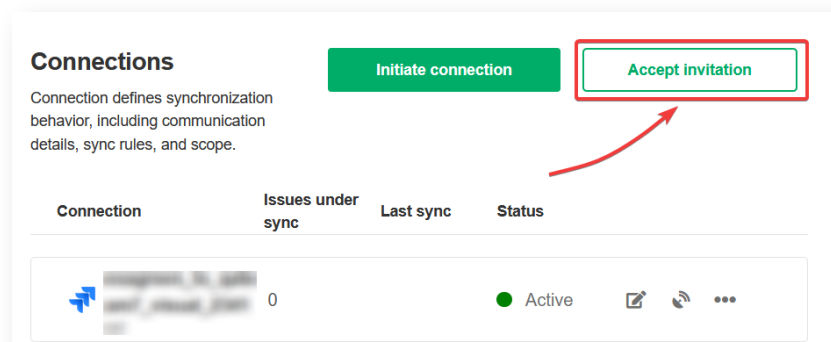 Connections
Initiate connection
Accept invitation
Connection defines synchronization
behavior, including communication
details, sync rules, and scope.
Connection
Issues under
sync
Last sync
Status
0
Active